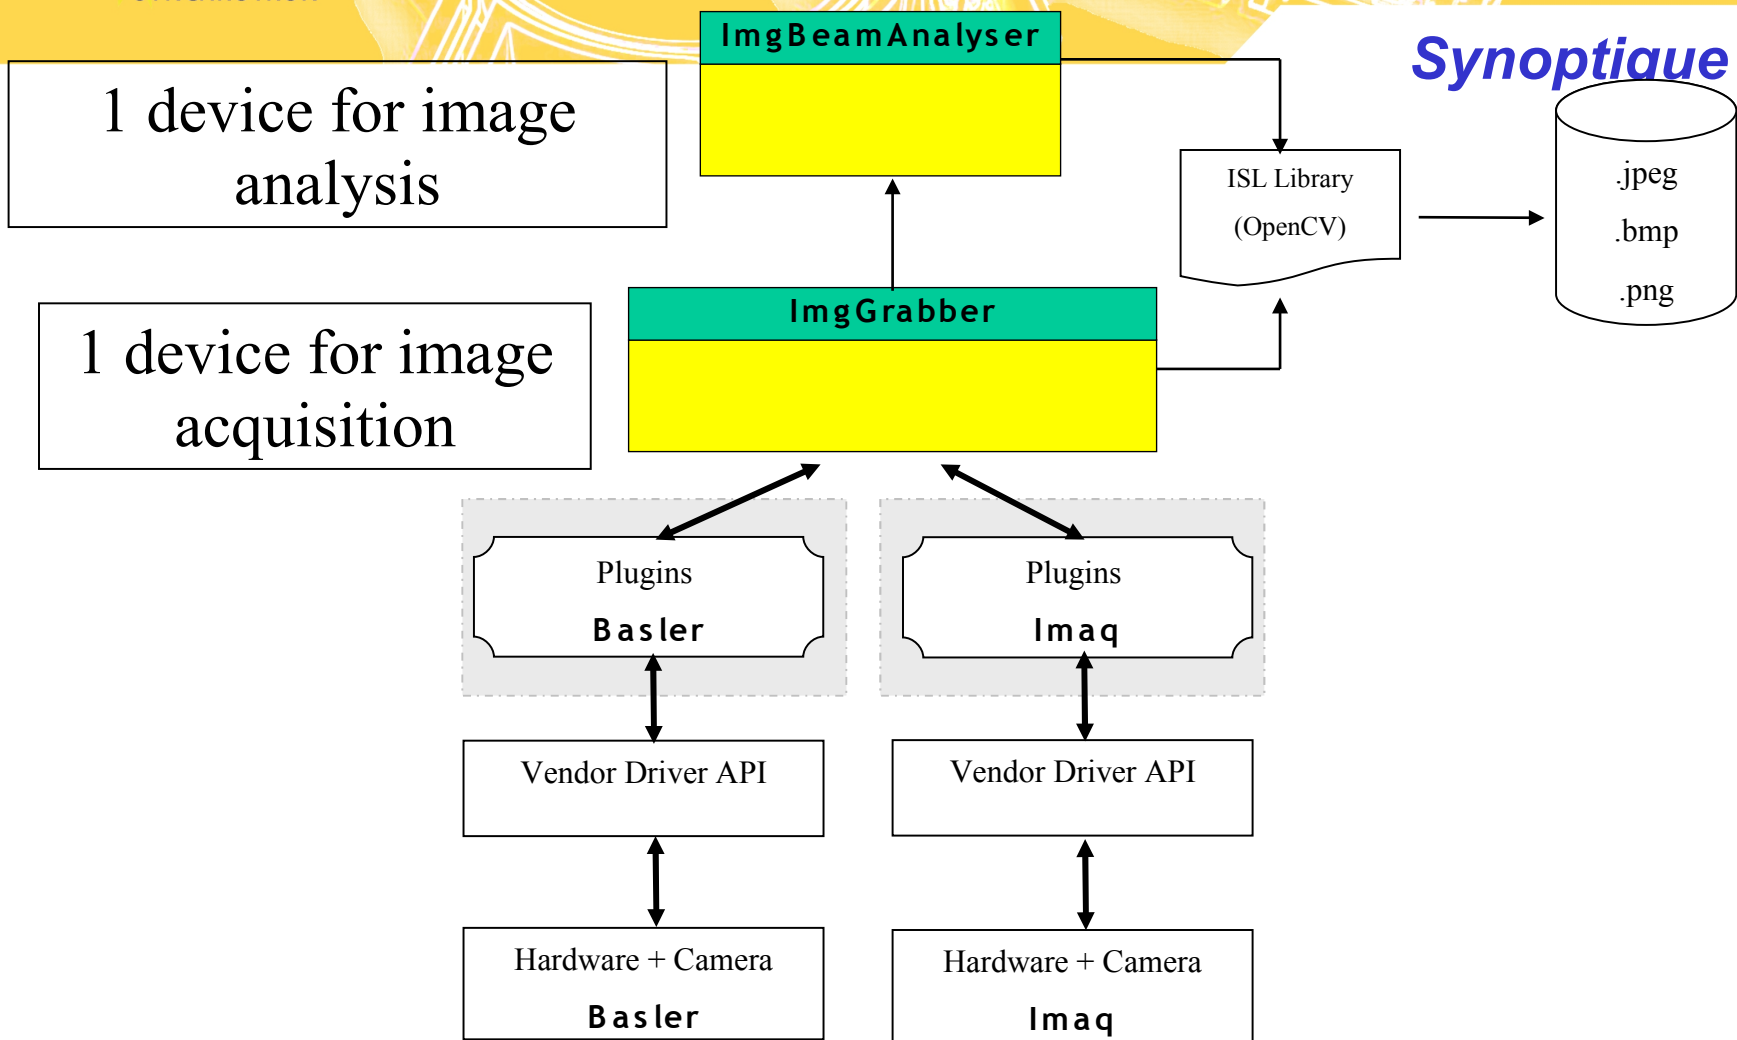 ImgBeamAnalyser
Synoptique
1 device for image
analysis
ISL Library
(OpenCV)
.jpeg
.bmp
.png
ImgGrabber
1 device for image
acquisition
Plugins
Basler
Plugins
Imaq
Vendor Driver API
Vendor Driver API
Hardware + Camera
Basler
Hardware + Camera
Imaq